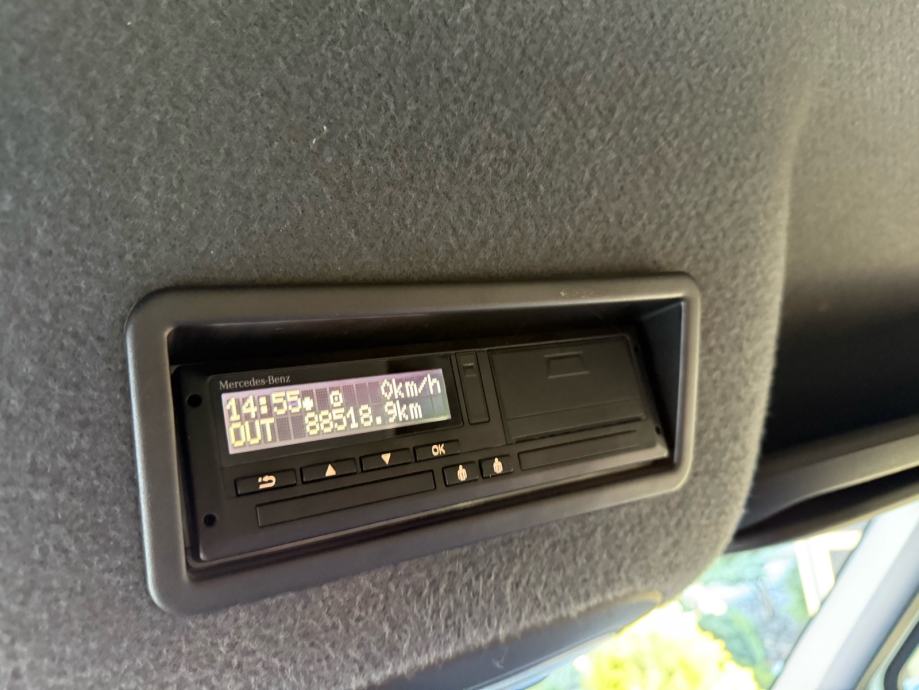 Mercedes-Benz
14:55 0km/h
OUT 88518.9km
OK